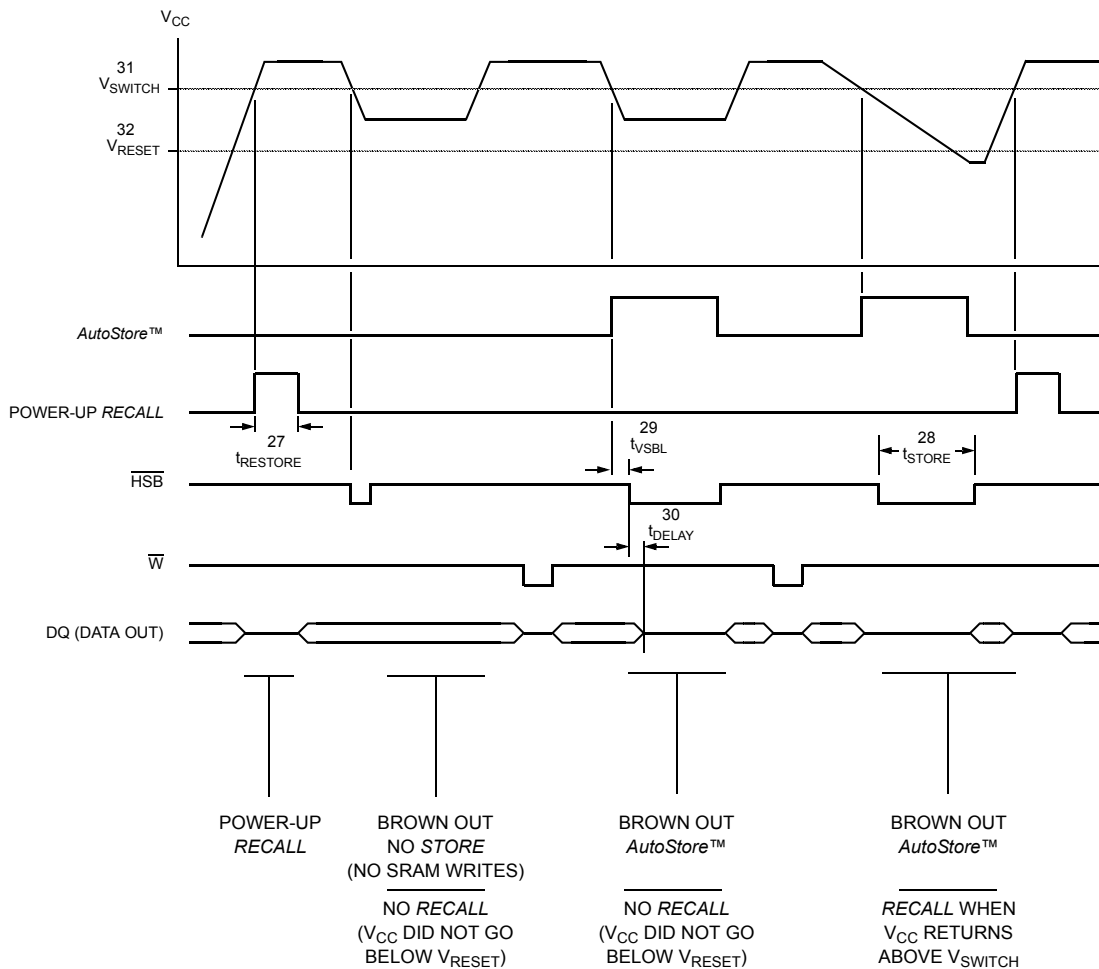 VCC
31
VSWITCH
32
VRESET
AutoStore™
POWER-UP RECALL
27
tRESTORE
29
tVSBL
28
tSTORE
HSB
30
tDELAY
W
DQ (DATA OUT)
POWER-UP
RECALL
BROWN OUT
NO STORE
(NO SRAM WRITES)
NO RECALL
(VCC DID NOT GO
BELOW VRESET)
BROWN OUT
AutoStore™
NO RECALL
(VCC DID NOT GO
BELOW VRESET)
BROWN OUT
AutoStore™
RECALL WHEN
VCC RETURNS
ABOVE VSWITCH